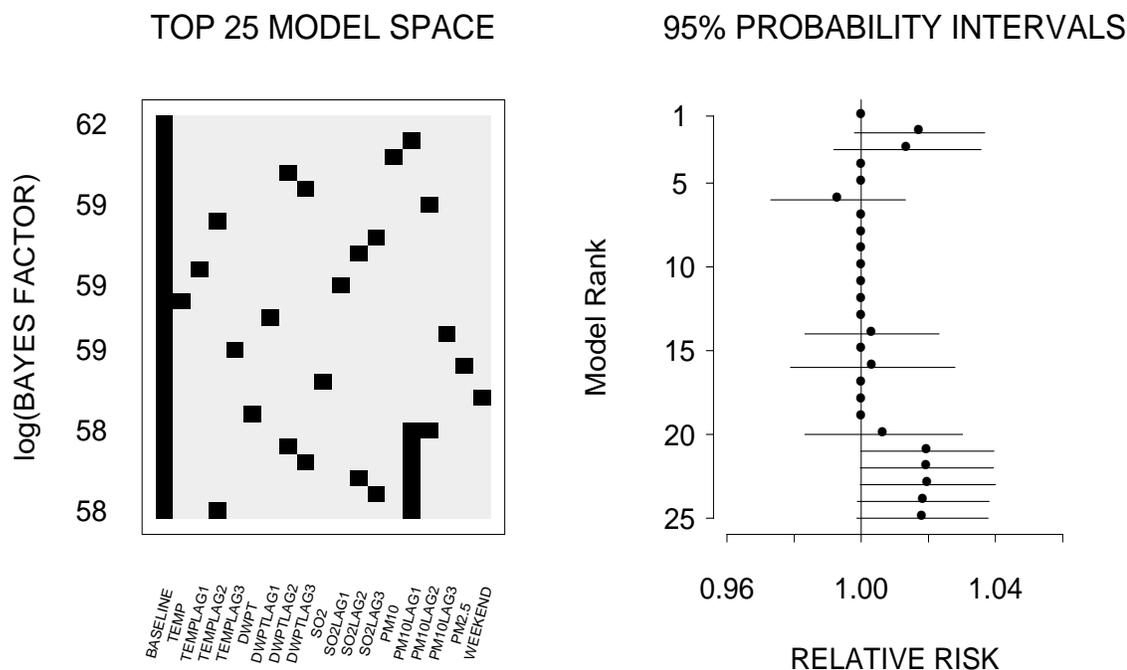 TOP 25 MODEL SPACE
95% PROBABILITY INTERVALS
log(BAYES FACTOR)
62
59
59
59
58
58
BASELINE
TEMP
TEMPLAG1
TEMPLAG2
TEMPLAG3
DWPT
DWPTLAG1
DWPTLAG2
DWPTLAG3
SO2
SO2LAG1
SO2LAG2
SO2LAG3
PM10
PM10LAG1
PM10LAG2
PM10LAG3
PM2.5
WEEKEND
Model Rank
1
5
10
15
20
25
0.96 1.00 1.04
RELATIVE RISK